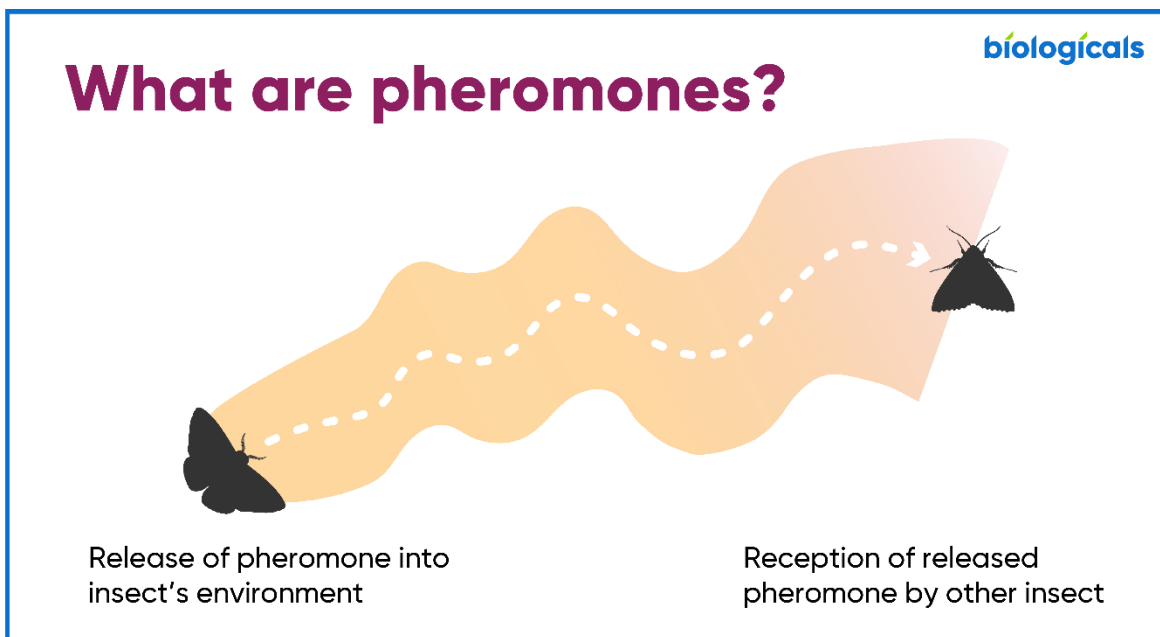 biologicals
What are pheromones?
Release of pheromone into
insect's environment
Reception of released
pheromone by other insect